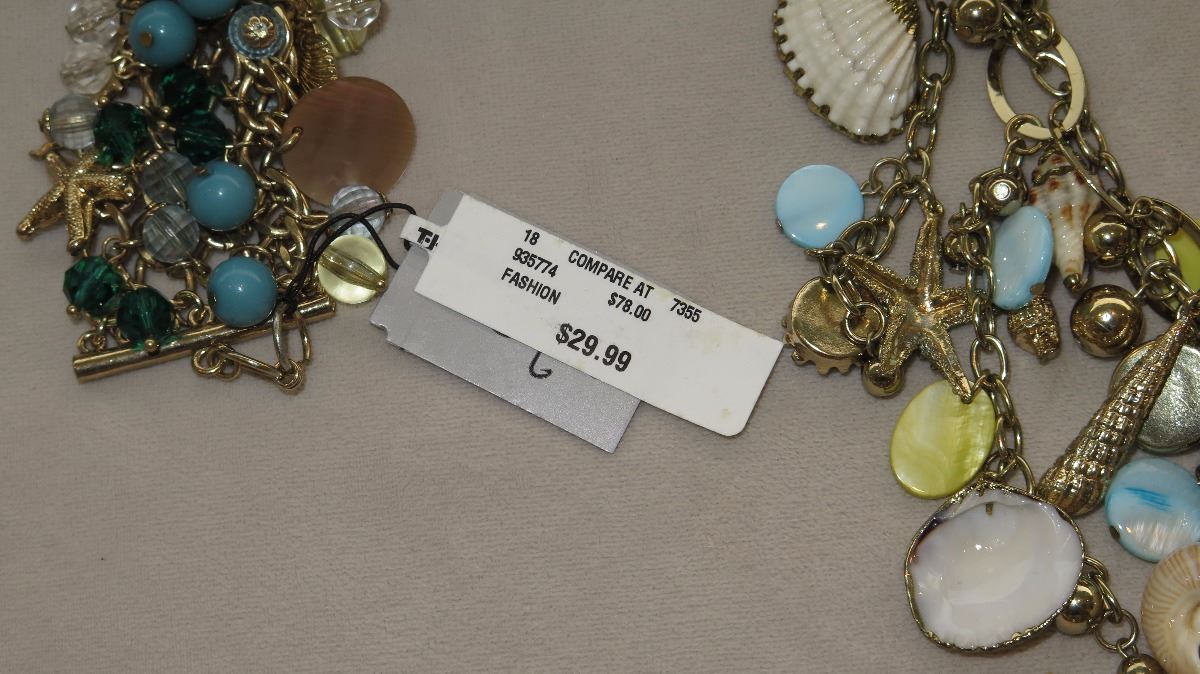 18 COMPARE AT 7355
935774 $78.00
FASHION
$29.99